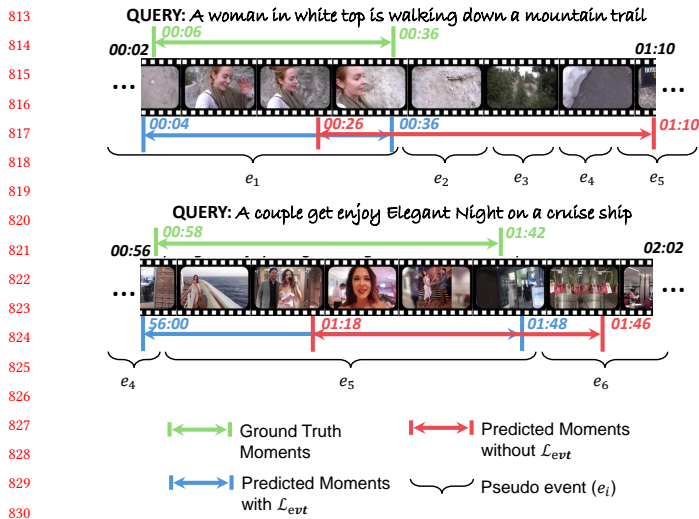 813
814
815
816
817
818
819
820
821
822
823
824
825
826
827
828
829
830
QUERY: A woman in white top is walking down a mountain trail
00:06 00:36
00:02 01:10
... ...
00:04 00:26 00:36 01:10
e1 e2 e3 e4 e5
QUERY: A couple get enjoy Elegant Night on a cruise ship
00:58 01:42
00:56 02:02
... ...
56:00 01:18 01:48 01:46
e4 e5 e6
Ground Truth
Moments
Predicted Moments
without ℒevt
Predicted Moments
with ℒevt
Pseudo event (ei)